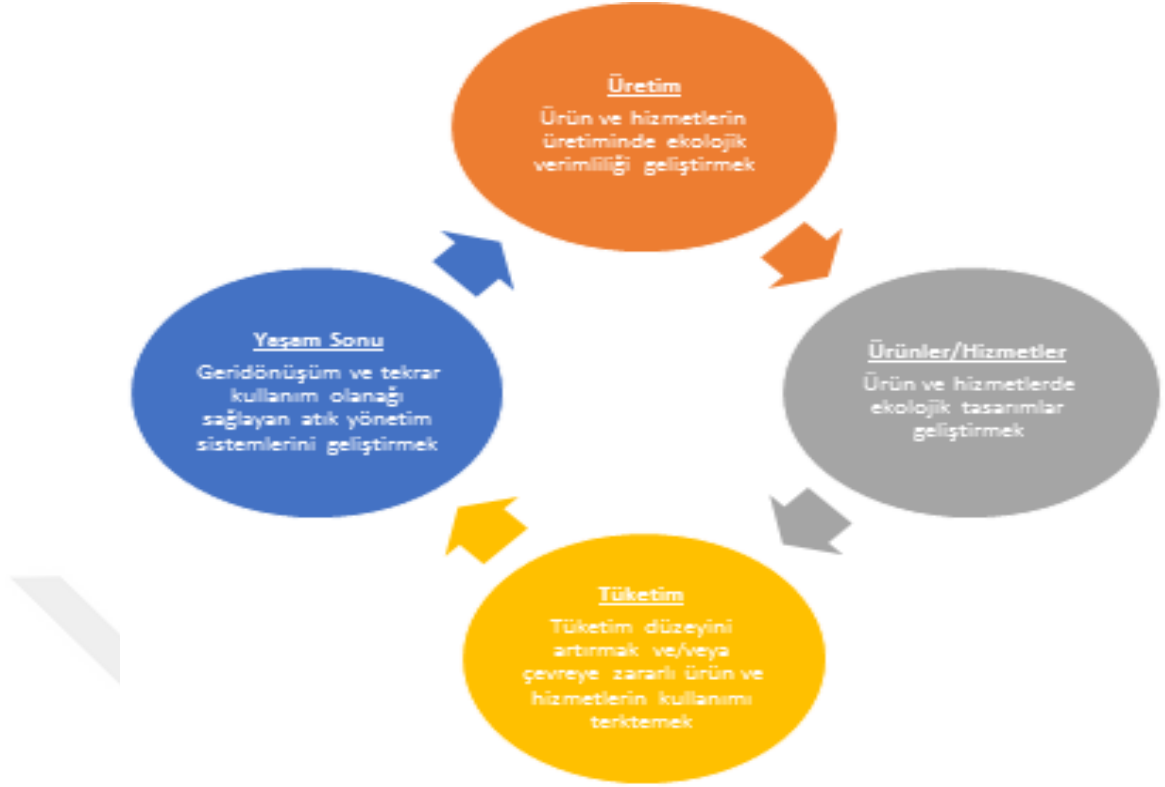 Üretim
Ürün ve hizmetlerin
üretiminde ekolojik
verimliliği geliştirmek
Ürünler/Hizmetler
Ürün ve hizmetlerde
ekolojik tasarımlar
geliştirmek
Tüketim
Tüketim düzeyini
artırmak ve/veya
çevreye zararlı ürün ve
hizmetlerin kullanımı
terktemek
Yaşam Sonu
Geridönüşüm ve tekrar
kullanım olanağı
sağlayan atık yönetim
sistemlerini geliştirmek